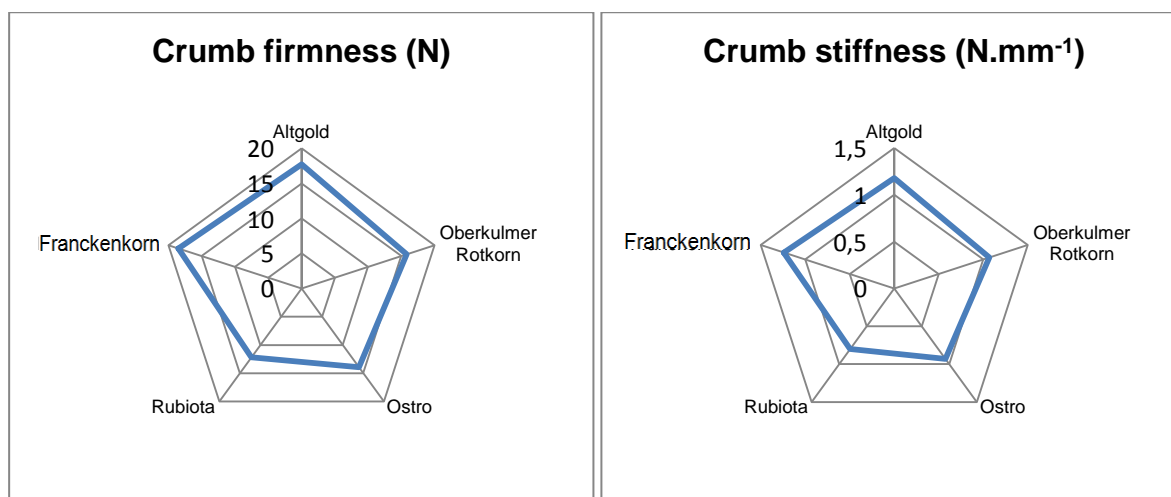 Crumb firmness (N)
Altgold
20
15
10
5
0
Franckenkorn
Oberkulmer
Rotkorn
Rubiota
Ostro
Crumb stiffness (N.mm-1)
Altgold
1,5
1
0,5
0
Franckenkorn
Oberkulmer
Rotkorn
Rubiota
Ostro